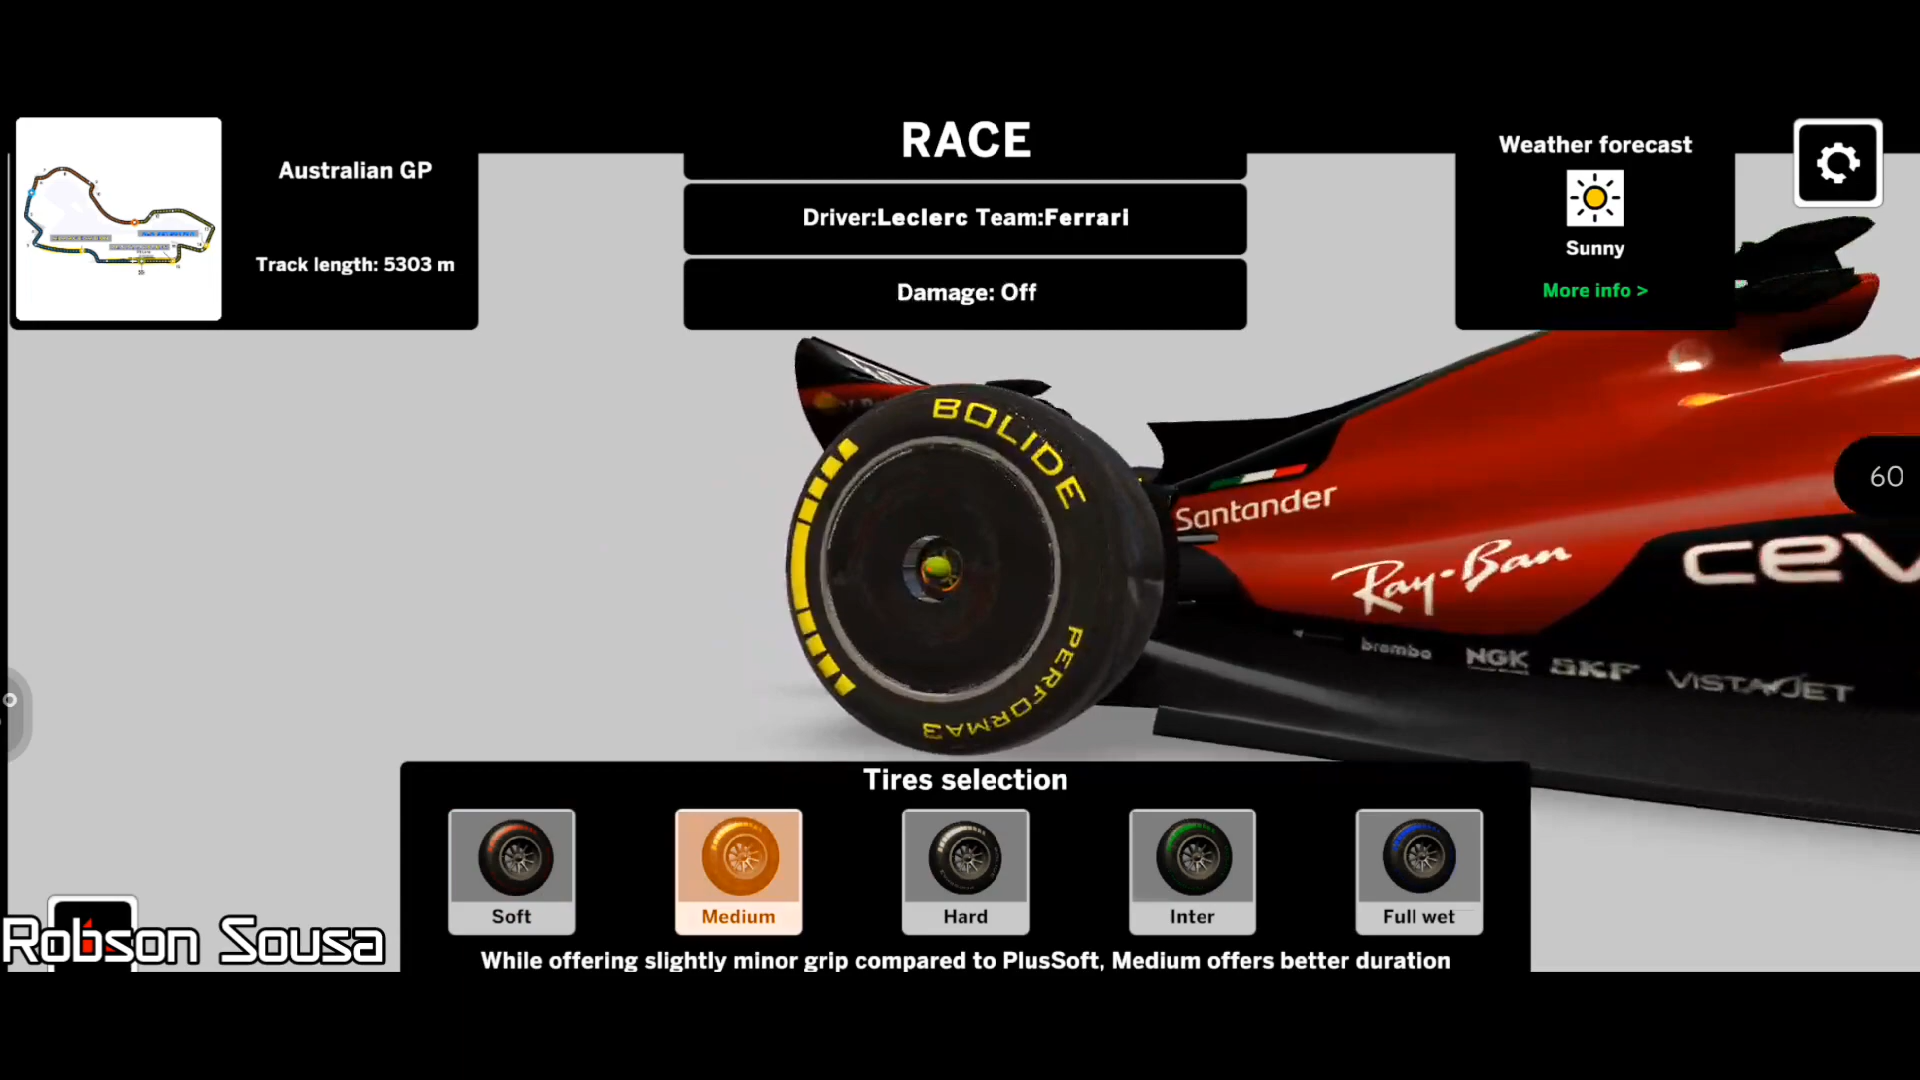 RACE
Australian GP
Track length: 5303 m
Driver:Leclerc Team:Ferrari
Damage: Off
Weather forecast
Sunny
More info >
BOLIDE
PERFORMA3
Santander
Ray-Ban
cev
brembo
NGK
SKF
VISTAJET
60
Tires selection
Soft
Medium
Hard
Inter
Full wet
While offering slightly minor grip compared to PlusSoft, Medium offers better duration
Robson Sousa